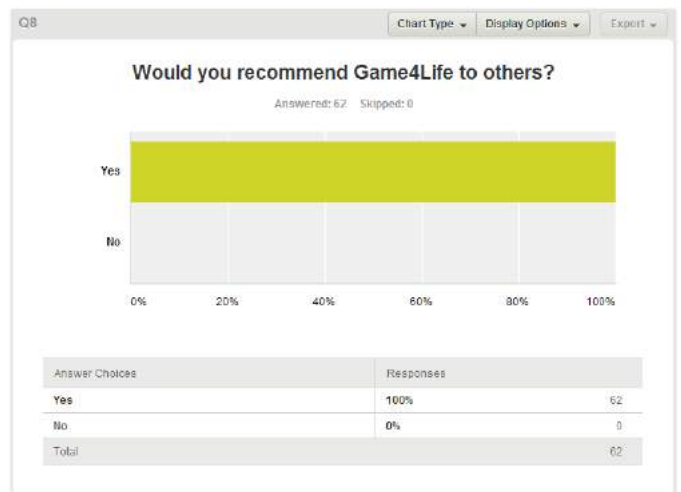 Q8 Chart Type Display Options Export
Would you recommend Game4Life to others?
Answered: 62 Skipped: 0
Yes
No
0% 20% 40% 60% 80% 100%
Answer Choices Responses
Yes 100% 62
No 0% 0
Total 62